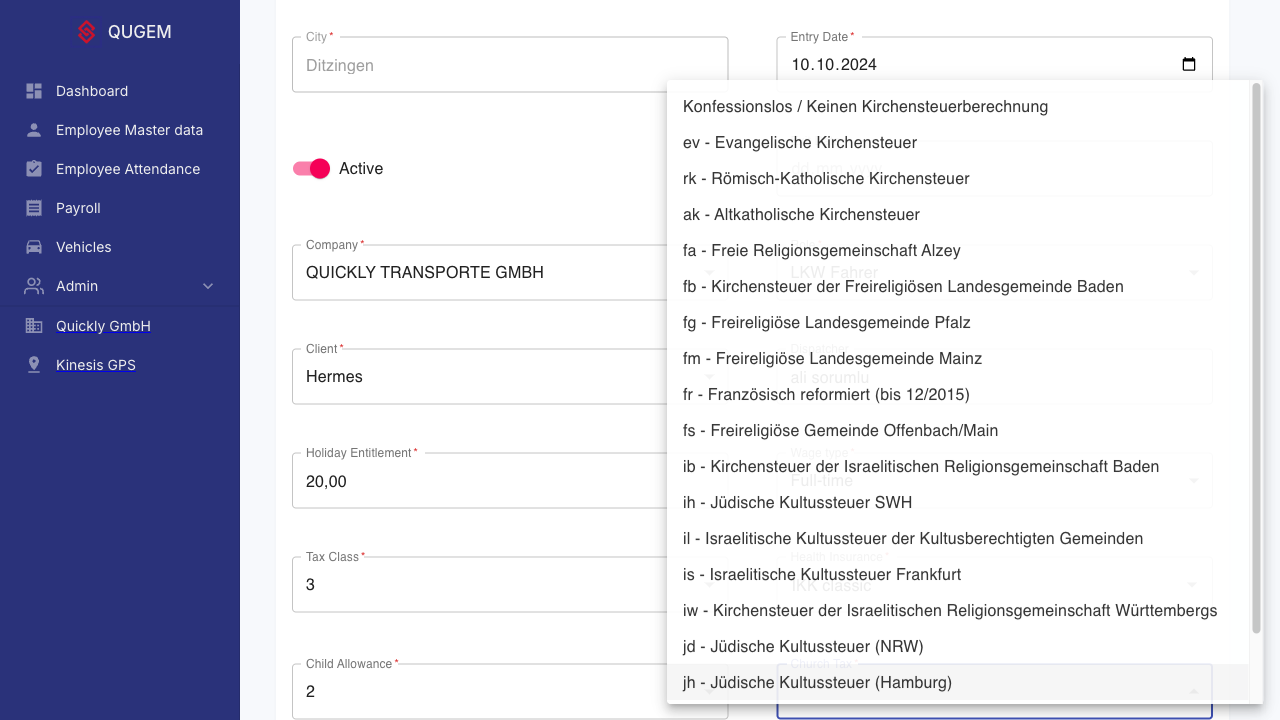 QUGEM
Dashboard
Employee Master data
Employee Attendance
Payroll
Vehicles
Admin
Quickly GmbH
Kinesis GPS
City *
Ditzingen
Entry Date *
10.10.2024
Active
Company *
QUICKLY TRANSPORTE GMBH
LKW Fahrer
Client *
Hermes
Dispatcher
ali sorumlu
Holiday Entitlement *
20,00
Wage type *
Full-time
Tax Class *
3
Health Insurance *
IKK classic
Child Allowance *
2
Church Tax *
Konfessionslos / Keinen Kirchensteuerberechnung
ev - Evangelische Kirchensteuer
rk - Römisch-Katholische Kirchensteuer
ak - Altkatholische Kirchensteuer
fa - Freie Religionsgemeinschaft Alzey
fb - Kirchensteuer der Freireligiösen Landesgemeinde Baden
fg - Freireligiöse Landesgemeinde Pfalz
fm - Freireligiöse Landesgemeinde Mainz
fr - Französisch reformiert (bis 12/2015)
fs - Freireligiöse Gemeinde Offenbach/Main
ib - Kirchensteuer der Israelitischen Religionsgemeinschaft Baden
ih - Jüdische Kultussteuer SWH
il - Israelitische Kultussteuer der Kultusberechtigten Gemeinden
is - Israelitische Kultussteuer Frankfurt
iw - Kirchensteuer der Israelitischen Religionsgemeinschaft Württembergs
jd - Jüdische Kultussteuer (NRW)
jh - Jüdische Kultussteuer (Hamburg)